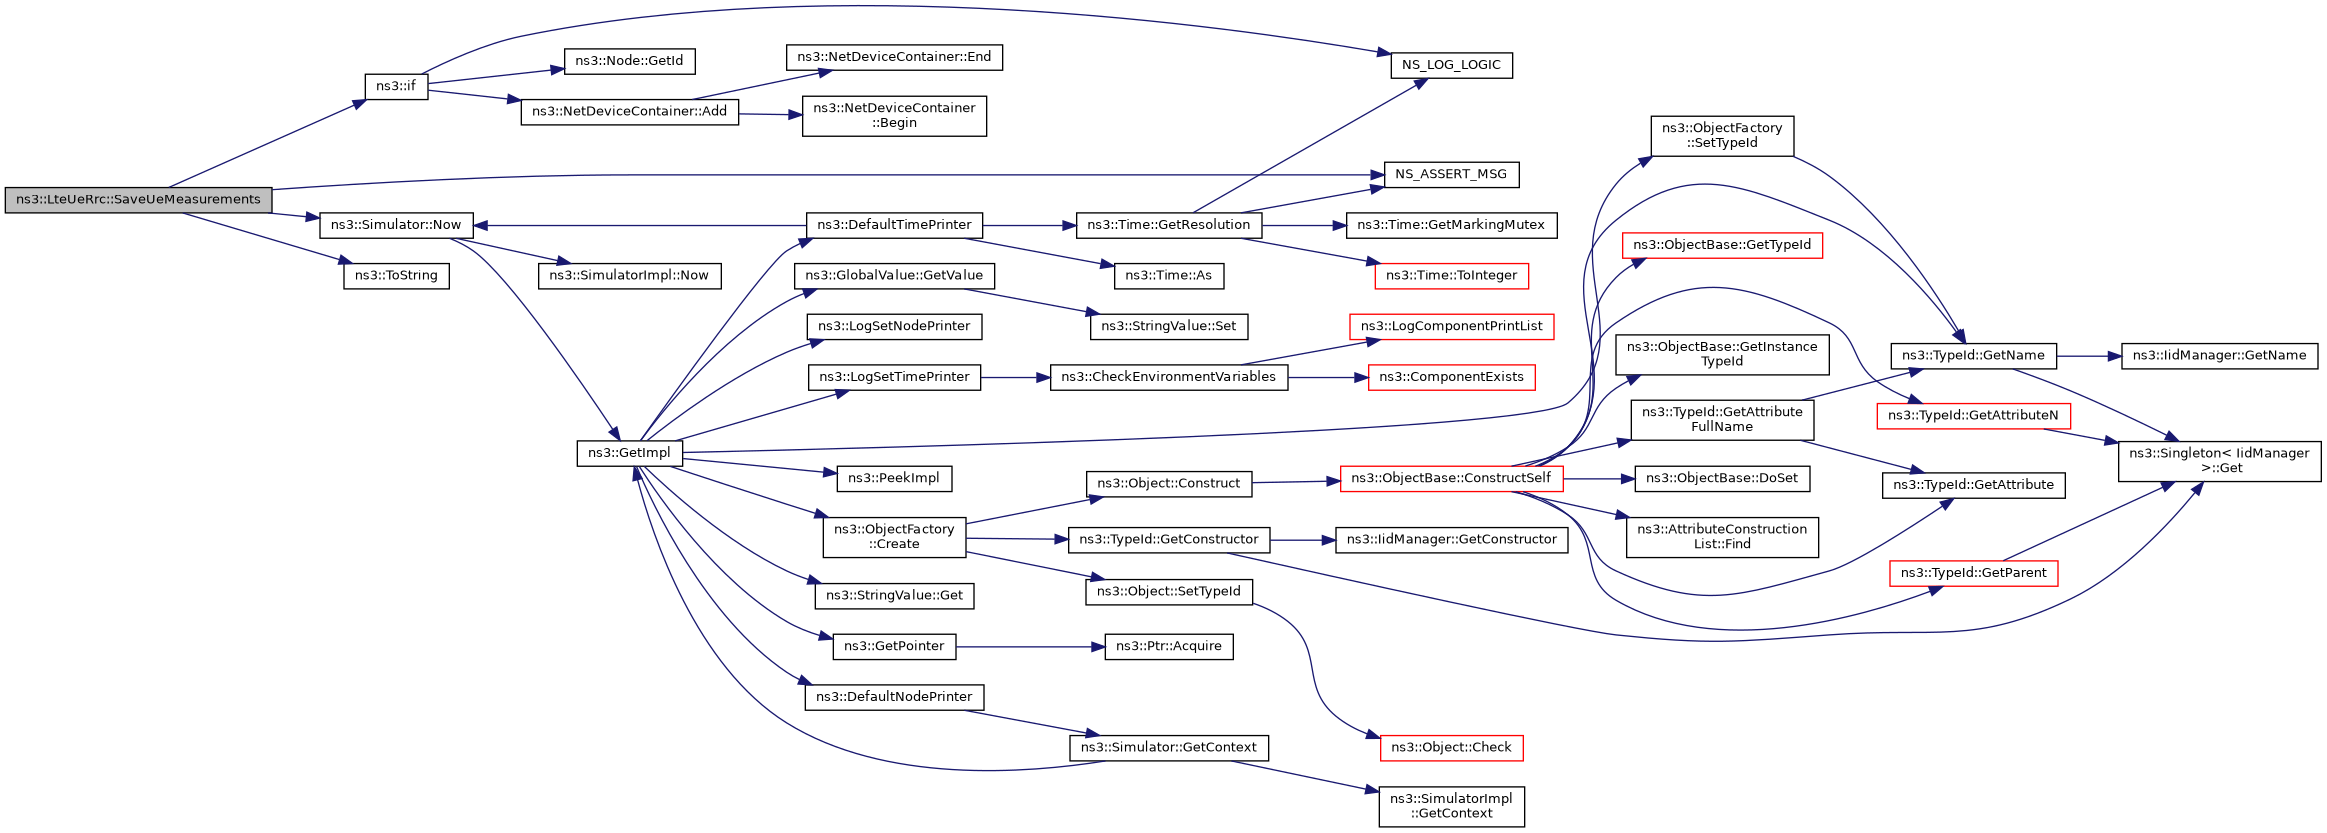 ns3::LteUeRrc::SaveUeMeasurements
ns3::if
ns3::Node::GetId
ns3::NetDeviceContainer::Add
ns3::NetDeviceContainer::End
ns3::NetDeviceContainer
::Begin
NS_LOG_LOGIC
NS_ASSERT_MSG
ns3::Simulator::Now
ns3::ToString
ns3::SimulatorImpl::Now
ns3::DefaultTimePrinter
ns3::Time::GetResolution
ns3::Time::GetMarkingMutex
ns3::Time::As
ns3::Time::ToInteger
ns3::GlobalValue::GetValue
ns3::StringValue::Set
ns3::LogSetNodePrinter
ns3::LogSetTimePrinter
ns3::CheckEnvironmentVariables
ns3::LogComponentPrintList
ns3::ComponentExists
ns3::GetImpl
ns3::PeekImpl
ns3::ObjectFactory
::Create
ns3::Object::Construct
ns3::TypeId::GetConstructor
ns3::Object::SetTypeId
ns3::IidManager::GetConstructor
ns3::ObjectBase::ConstructSelf
ns3::ObjectFactory
::SetTypeId
ns3::ObjectBase::GetTypeId
ns3::ObjectBase::GetInstance
TypeId
ns3::TypeId::GetAttribute
FullName
ns3::ObjectBase::DoSet
ns3::AttributeConstruction
List::Find
ns3::TypeId::GetName
ns3::TypeId::GetAttributeN
ns3::TypeId::GetAttribute
ns3::TypeId::GetParent
ns3::IidManager::GetName
ns3::Singleton< IidManager
>::Get
ns3::StringValue::Get
ns3::GetPointer
ns3::Ptr::Acquire
ns3::DefaultNodePrinter
ns3::Simulator::GetContext
ns3::Object::Check
ns3::SimulatorImpl
::GetContext